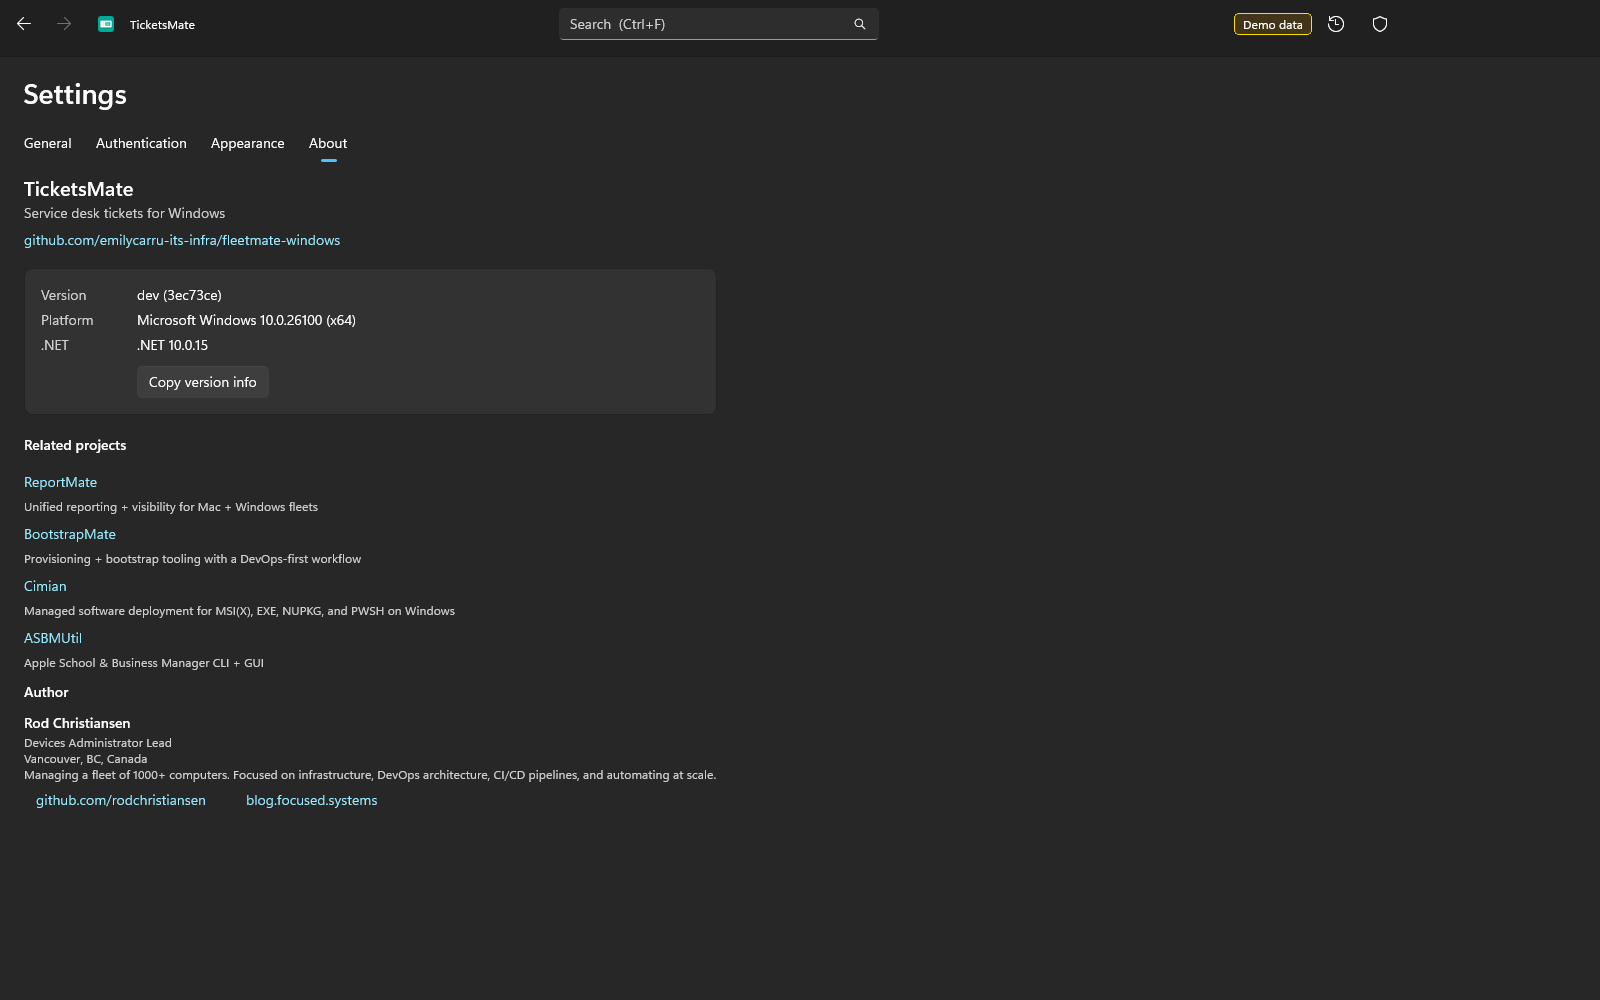 TicketsMate
Search (Ctrl+F)
Demo data
Settings
General Authentication Appearance About
TicketsMate
Service desk tickets for Windows
github.com/emilycarru-its-infra/fleetmate-windows
Version dev (3ec73ce)
Platform Microsoft Windows 10.0.26100 (x64)
.NET .NET 10.0.15
Copy version info
Related projects
ReportMate
Unified reporting + visibility for Mac + Windows fleets
BootstrapMate
Provisioning + bootstrap tooling with a DevOps-first workflow
Cimian
Managed software deployment for MSI(X), EXE, NUPKG, and PWSH on Windows
ASBMUtil
Apple School & Business Manager CLI + GUI
Author
Rod Christiansen
Devices Administrator Lead
Vancouver, BC, Canada
Managing a fleet of 1000+ computers. Focused on infrastructure, DevOps architecture, CI/CD pipelines, and automating at scale.
github.com/rodchristiansen blog.focused.systems